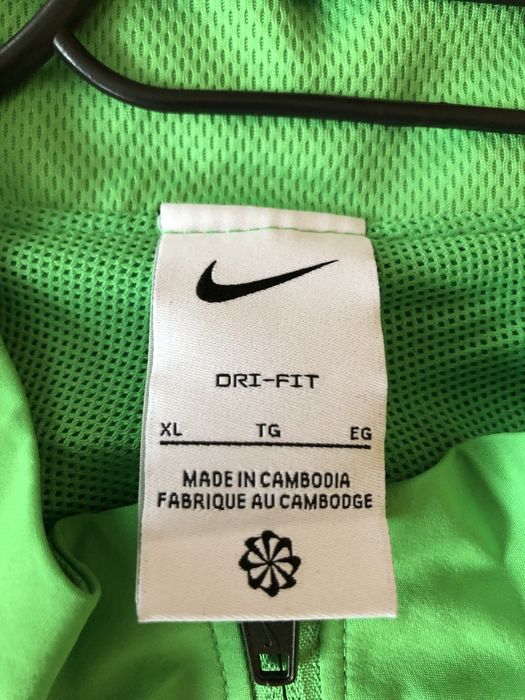 DRI-FIT
XL TG EG
MADE IN CAMBODIA
FABRIQUE AU CAMBODGE